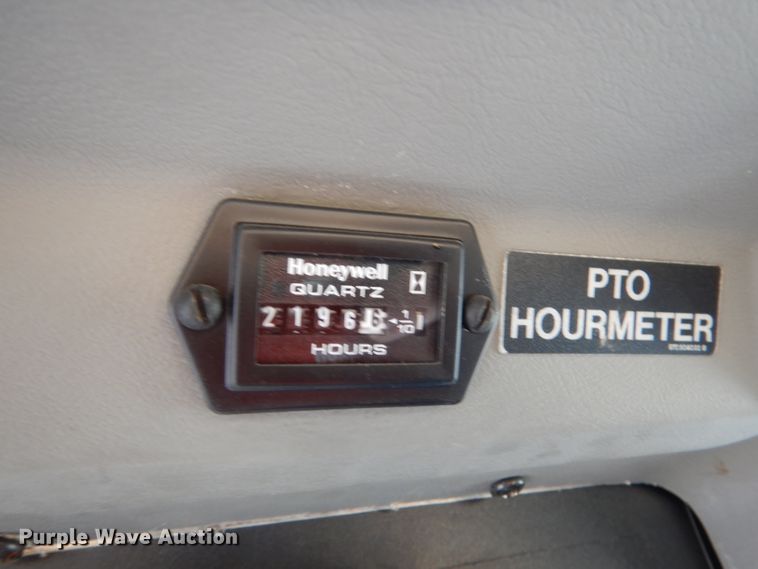 Honeywell
QUARTZ
2196 1/10
HOURS
PTO
HOURMETER
Purple Wave Auction